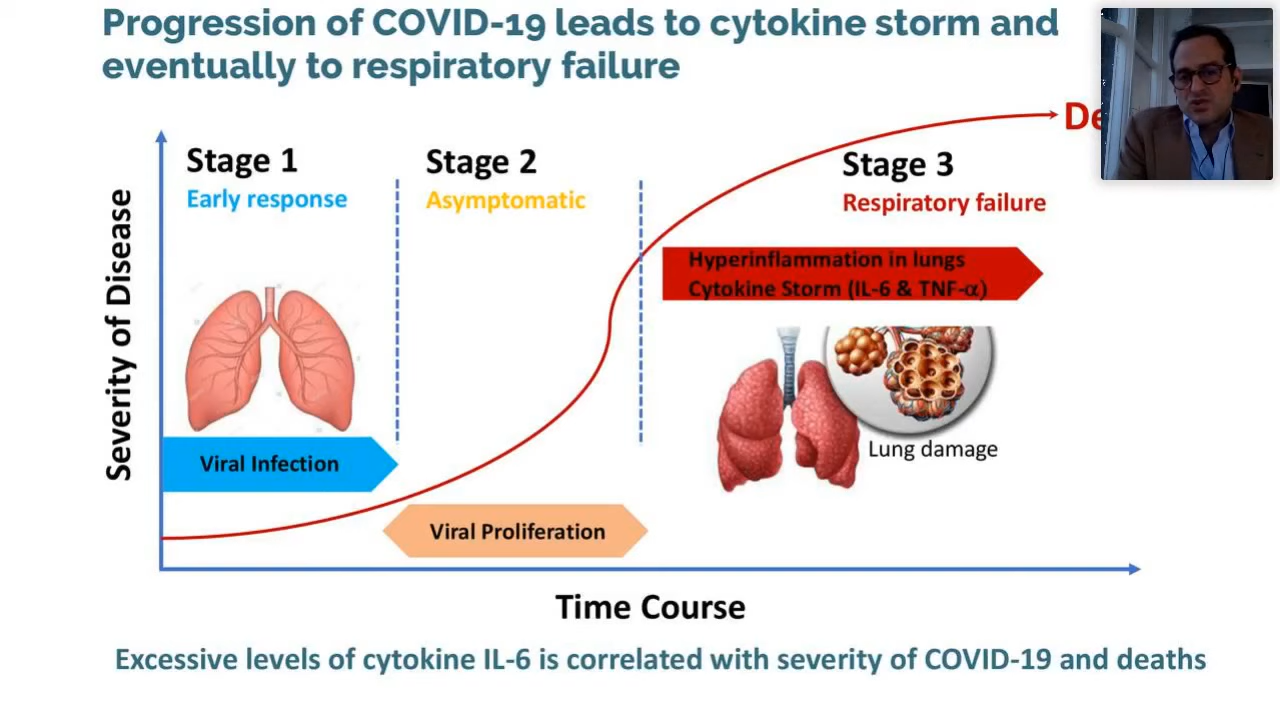 Progression of COVID-19 leads to cytokine storm and
eventually to respiratory failure
Stage 1
Early response
Stage 2
Asymptomatic
Stage 3
Respiratory failure
Severity of Disease
Hyperinflammation in lungs
Cytokine Storm (IL-6 & TNF-α)
Lung damage
Viral Infection
Viral Proliferation
Time Course
Excessive levels of cytokine IL-6 is correlated with severity of COVID-19 and deaths